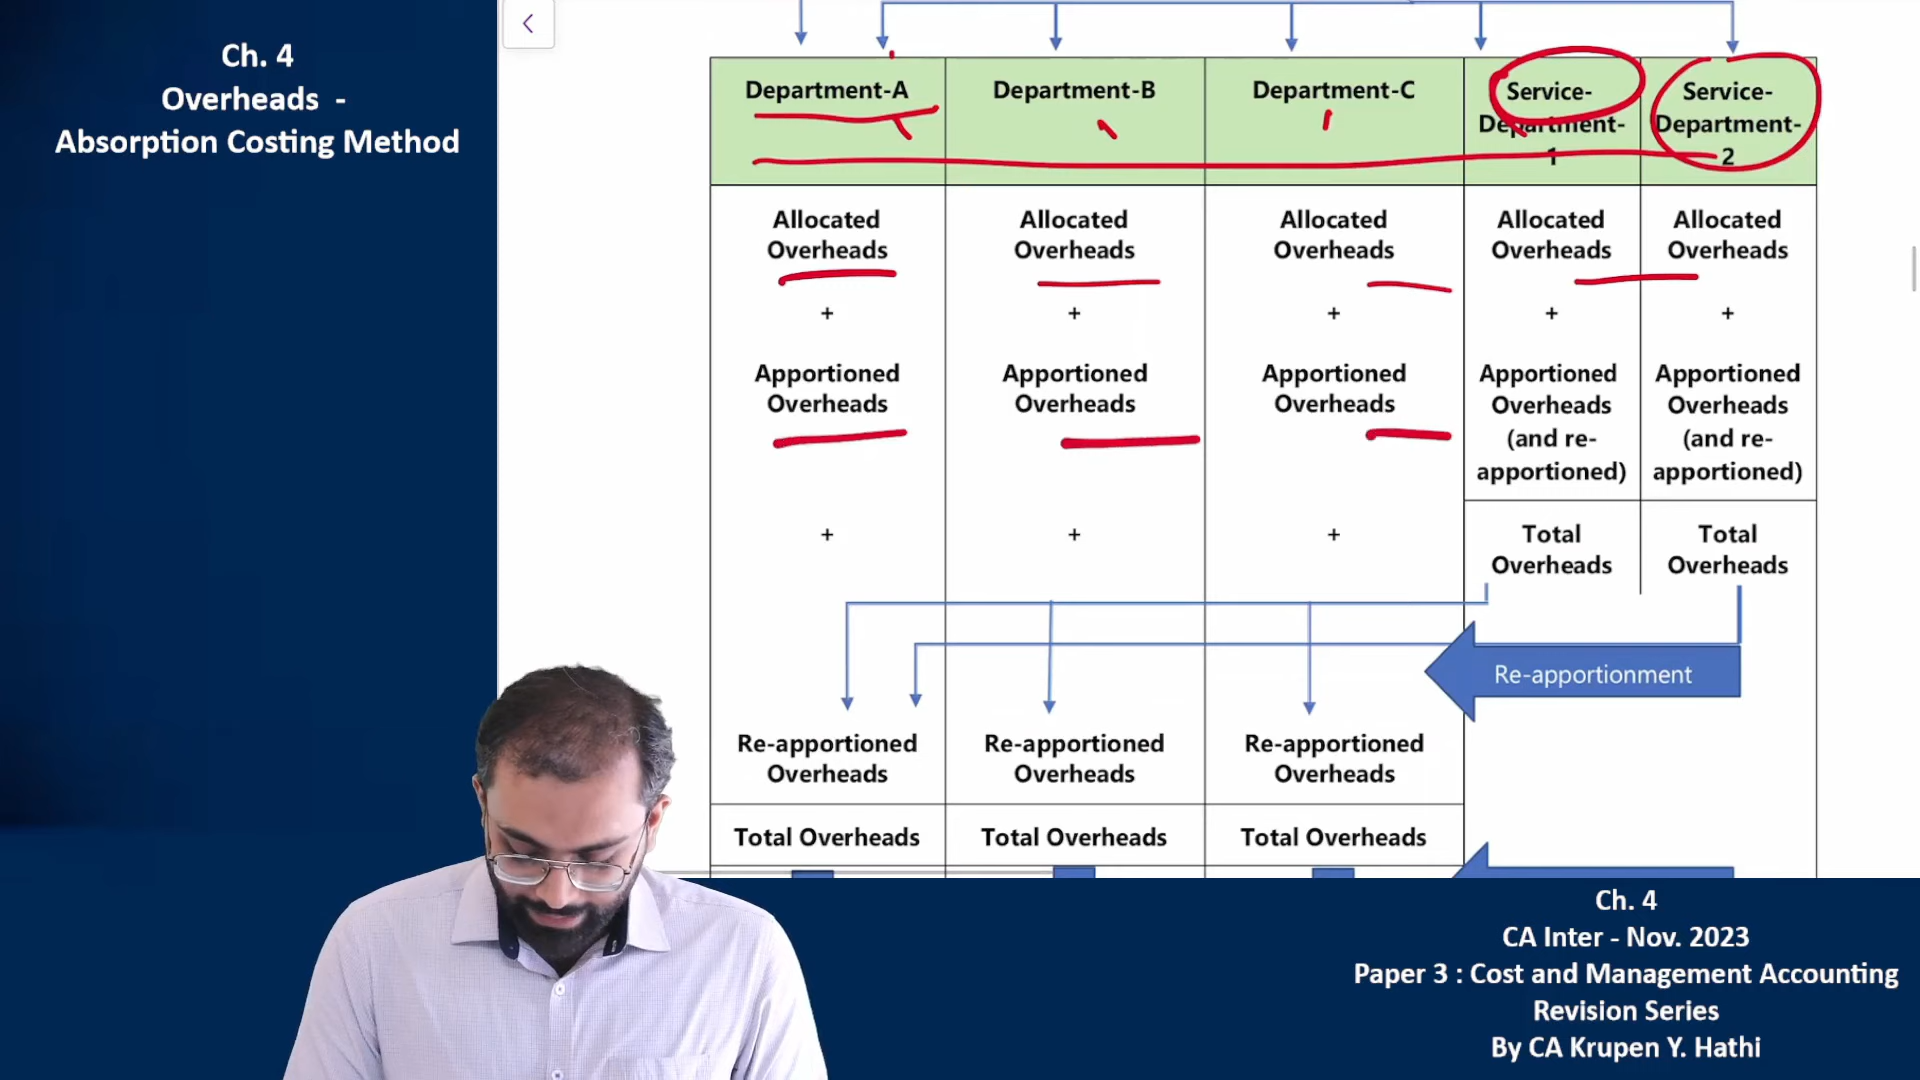 Ch. 4
Overheads -
Absorption Costing Method
Department-A
Department-B
Department-C
Service-
Department-
1
Service-
Department-
2
Allocated
Overheads
Allocated
Overheads
Allocated
Overheads
Allocated
Overheads
Allocated
Overheads
+
+
+
+
+
Apportioned
Overheads
Apportioned
Overheads
Apportioned
Overheads
Apportioned
Overheads
(and re-
apportioned)
Apportioned
Overheads
(and re-
apportioned)
+
+
+
Total
Overheads
Total
Overheads
Re-apportionment
Re-apportioned
Overheads
Re-apportioned
Overheads
Re-apportioned
Overheads
Total Overheads
Total Overheads
Total Overheads
Ch. 4
CA Inter - Nov. 2023
Paper 3 : Cost and Management Accounting
Revision Series
By CA Krupen Y. Hathi